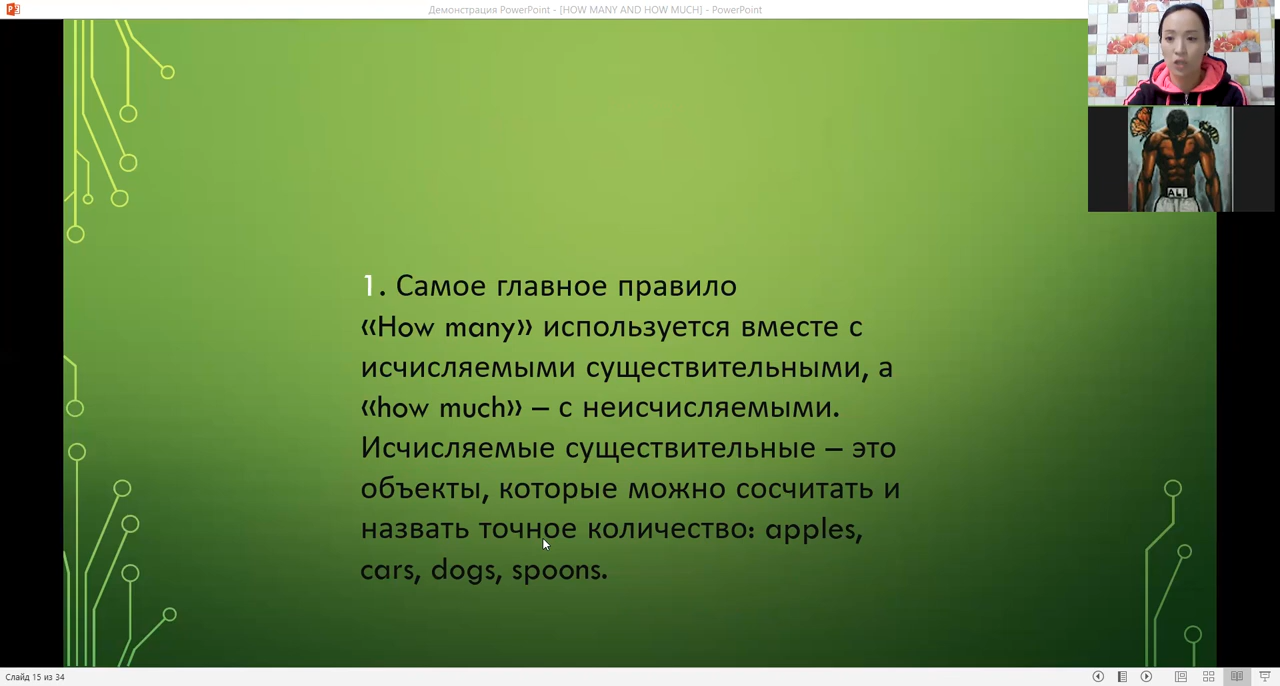 Демонстрация PowerPoint - [HOW MANY AND HOW MUCH] - PowerPoint
ALI
1. Самое главное правило
«How many» используется вместе с
исчисляемыми существительными, а
«how much» – с неисчисляемыми.
Исчисляемые существительные – это
объекты, которые можно сосчитать и
назвать точное количество: apples,
cars, dogs, spoons.
Слайд 15 из 34